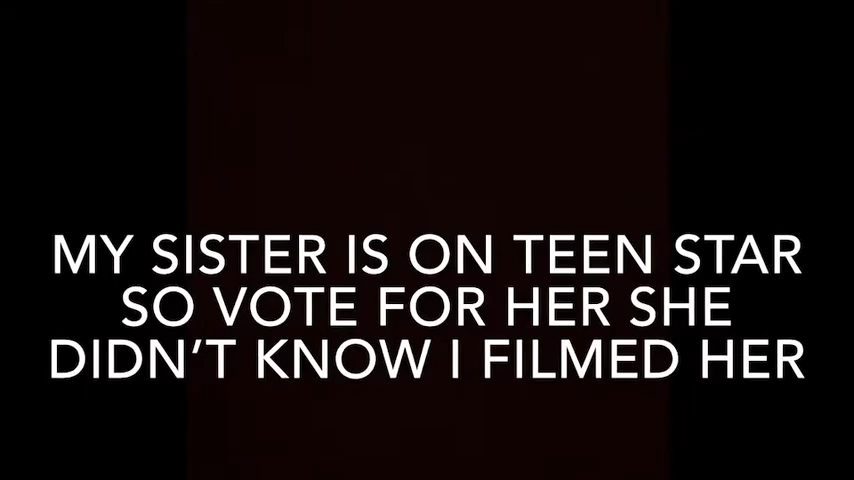 MY SISTER IS ON TEEN STAR
SO VOTE FOR HER SHE
DIDN’T KNOW I FILMED HER